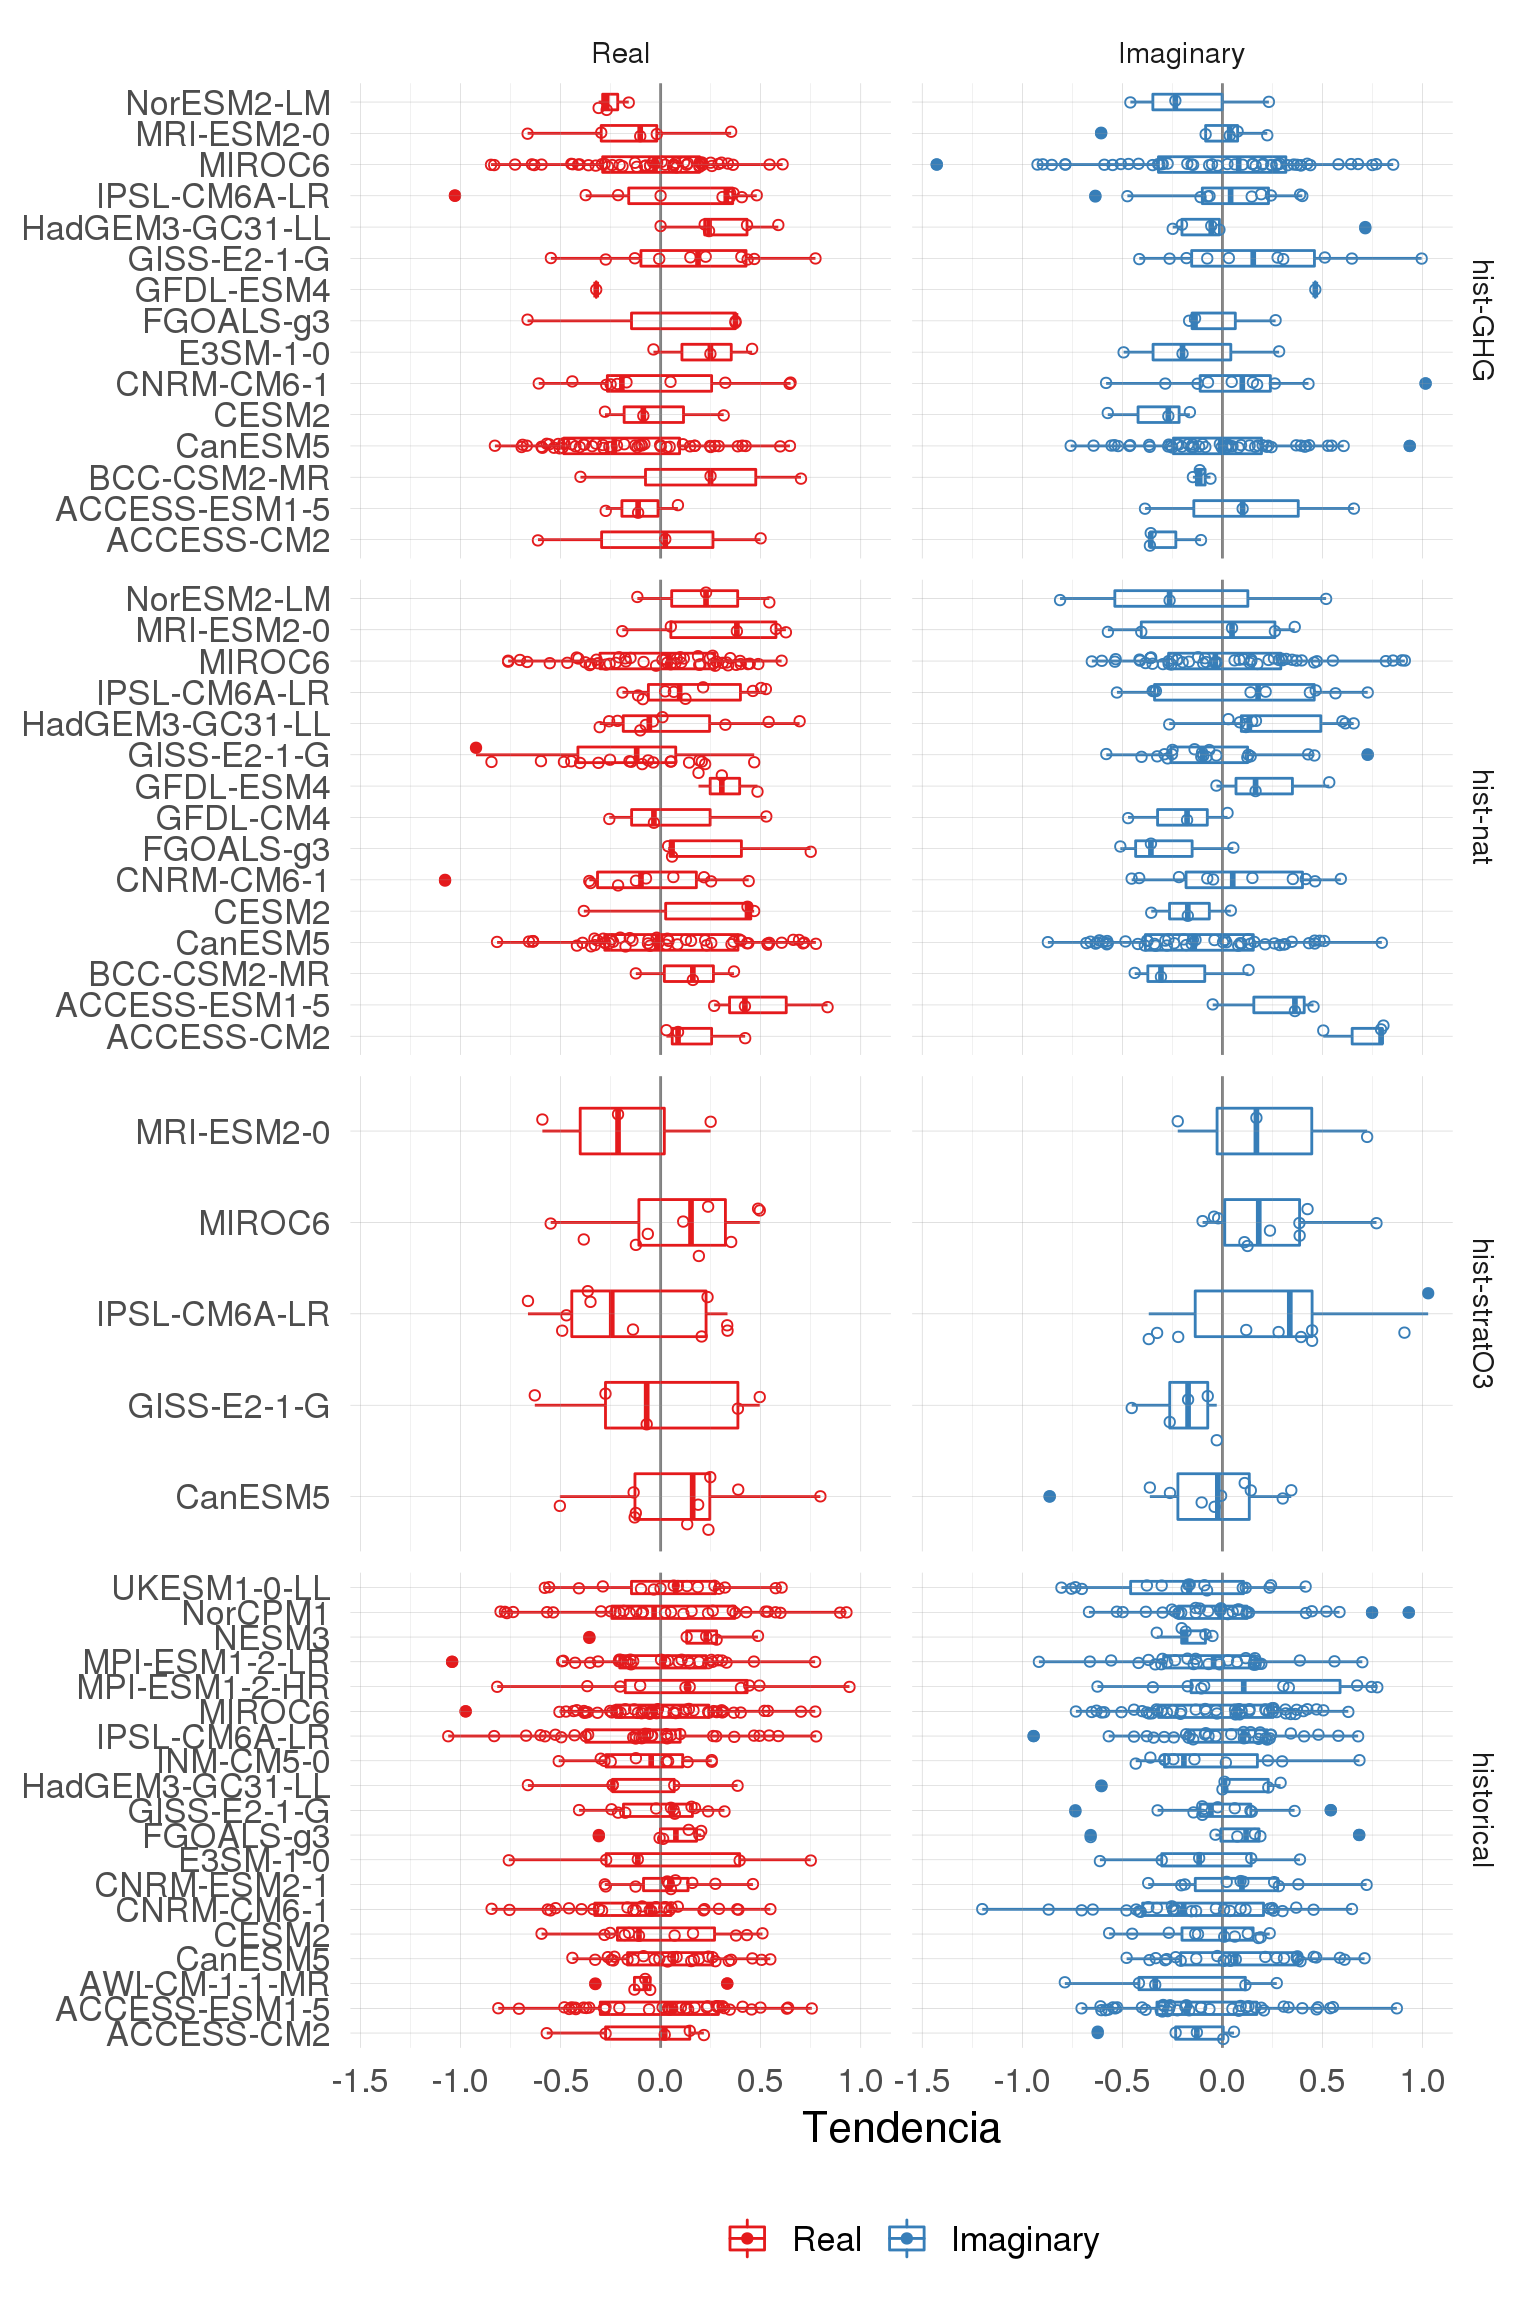 Real Imaginary
NorESM2-LM
MRI-ESM2-0
MIROC6
IPSL-CM6A-LR
HadGEM3-GC31-LL
GISS-E2-1-G
GFDL-ESM4
FGOALS-g3
E3SM-1-0
CNRM-CM6-1
CESM2
CanESM5
BCC-CSM2-MR
ACCESS-ESM1-5
ACCESS-CM2
hist-GHG
NorESM2-LM
MRI-ESM2-0
MIROC6
IPSL-CM6A-LR
HadGEM3-GC31-LL
GISS-E2-1-G
GFDL-ESM4
GFDL-CM4
FGOALS-g3
CNRM-CM6-1
CESM2
CanESM5
BCC-CSM2-MR
ACCESS-ESM1-5
ACCESS-CM2
hist-nat
MRI-ESM2-0
MIROC6
IPSL-CM6A-LR
GISS-E2-1-G
CanESM5
hist-stratO3
UKESM1-0-LL
NorCPM1
NESM3
MPI-ESM1-2-LR
MPI-ESM1-2-HR
MIROC6
IPSL-CM6A-LR
INM-CM5-0
HadGEM3-GC31-LL
GISS-E2-1-G
FGOALS-g3
E3SM-1-0
CNRM-ESM2-1
CNRM-CM6-1
CESM2
CanESM5
AWI-CM-1-1-MR
ACCESS-ESM1-5
ACCESS-CM2
historical
-1.5 -1.0 -0.5 0.0 0.5 1.0 -1.5 -1.0 -0.5 0.0 0.5 1.0
Tendencia
Real Imaginary